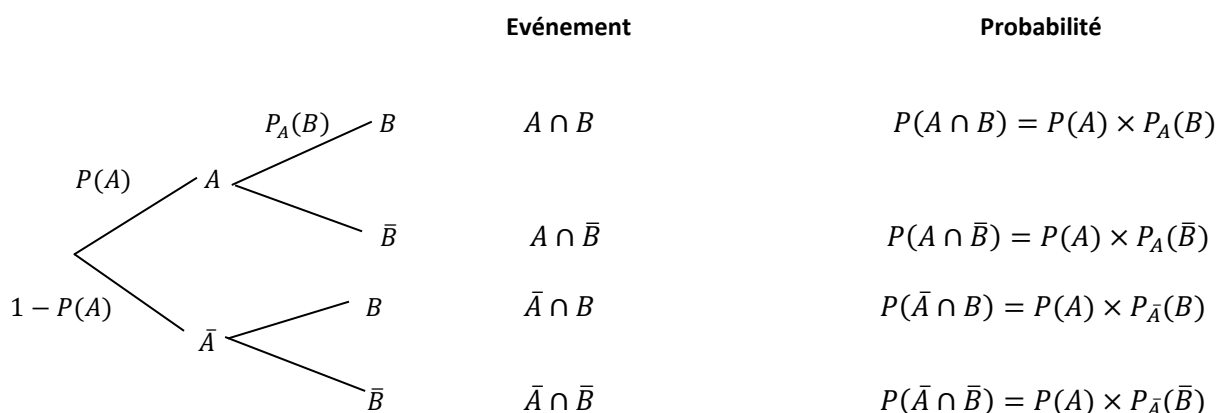 Evénement Probabilité
P_A(B) B A ∩ B P(A ∩ B) = P(A) × P_A(B)
P(A) A
B̄ A ∩ B̄ P(A ∩ B̄) = P(A) × P_A(B̄)
1 − P(A) B Ā ∩ B P(Ā ∩ B) = P(A) × P_Ā(B)
Ā
B̄ Ā ∩ B̄ P(Ā ∩ B̄) = P(A) × P_Ā(B̄)